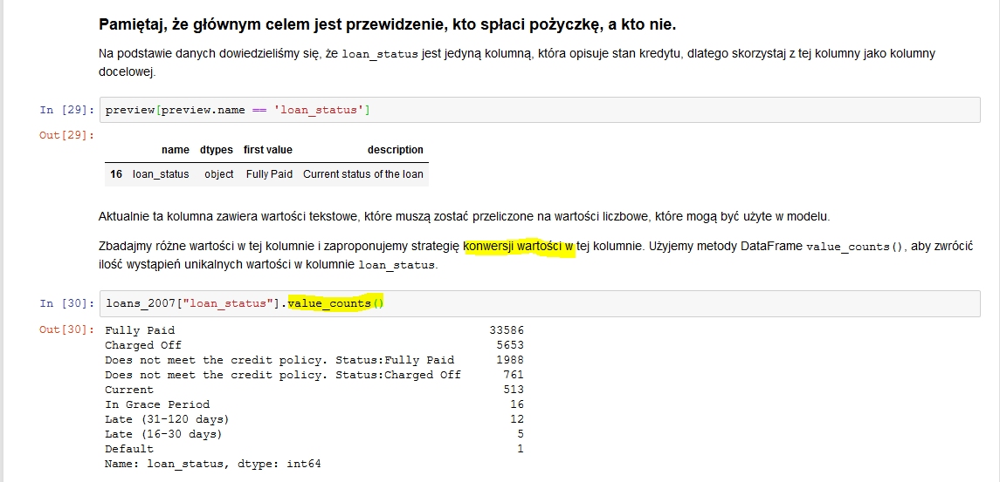 Pamiętaj, że głównym celem jest przewidzenie, kto spłaci pożyczkę, a kto nie.
Na podstawie danych dowiedzieliśmy się, że loan_status jest jedyną kolumną, która opisuje stan kredytu, dlatego skorzystaj z tej kolumny jako kolumny
docelowej.
In [29]: preview[preview.name == 'loan_status']
Out[29]:
name dtypes first value description
16 loan_status object Fully Paid Current status of the loan
Aktualnie ta kolumna zawiera wartości tekstowe, które muszą zostać przeliczone na wartości liczbowe, które mogą być użyte w modelu.
Zbadajmy różne wartości w tej kolumnie i zaproponujemy strategię konwersji wartości w tej kolumnie. Użyjemy metody DataFrame value_counts(), aby zwrócić
ilość wystąpień unikalnych wartości w kolumnie loan_status.
In [30]: loans_2007["loan_status"].value_counts()
Out[30]: Fully Paid 33586
Charged Off 5653
Does not meet the credit policy. Status:Fully Paid 1988
Does not meet the credit policy. Status:Charged Off 761
Current 513
In Grace Period 16
Late (31-120 days) 12
Late (16-30 days) 5
Default 1
Name: loan_status, dtype: int64